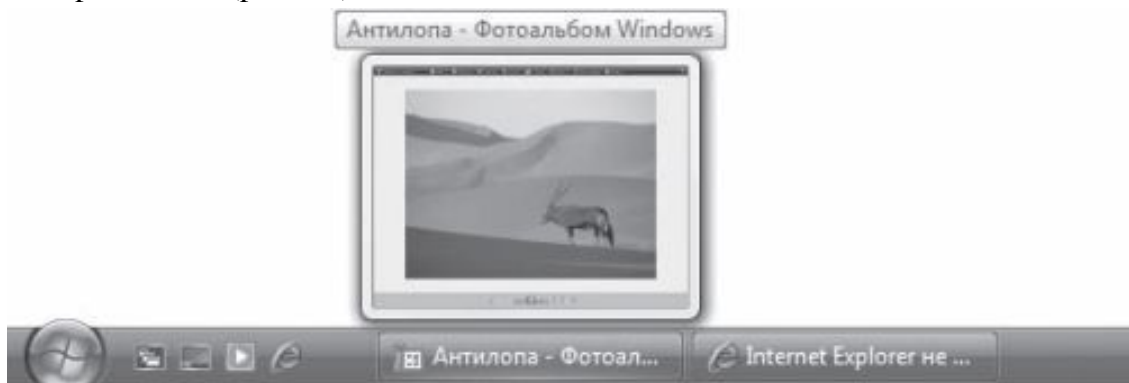 Антилопа - Фотоальбом Windows
Антилопа - Фотоал...
Internet Explorer не ...